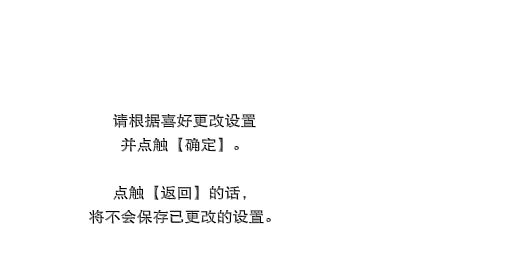 请根据喜好更改设置
并点触【确定】。
点触【返回】的话，
将不会保存已更改的设置。